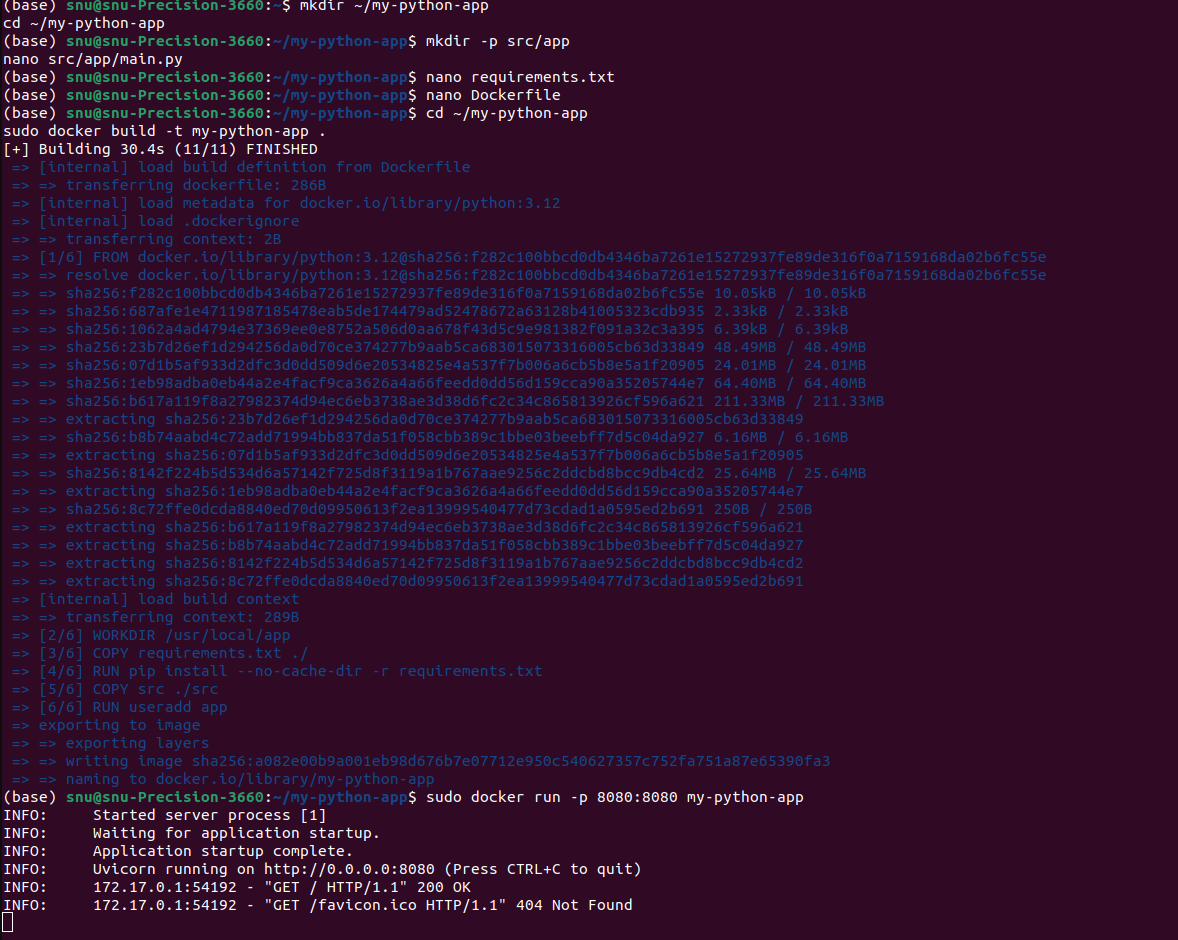 (base) snu@snu-Precision-3660:~$ mkdir ~/my-python-app
cd ~/my-python-app
(base) snu@snu-Precision-3660:~/my-python-app$ mkdir -p src/app
nano src/app/main.py
(base) snu@snu-Precision-3660:~/my-python-app$ nano requirements.txt
(base) snu@snu-Precision-3660:~/my-python-app$ nano Dockerfile
(base) snu@snu-Precision-3660:~/my-python-app$ cd ~/my-python-app
sudo docker build -t my-python-app .
[+] Building 30.4s (11/11) FINISHED
=> [internal] load build definition from Dockerfile
=> => transferring dockerfile: 286B
=> [internal] load metadata for docker.io/library/python:3.12
=> [internal] load .dockerignore
=> => transferring context: 2B
=> [1/6] FROM docker.io/library/python:3.12@sha256:f282c100bbcd0db4346ba7261e15272937fe89de316f0a7159168da02b6fc55e
=> => resolve docker.io/library/python:3.12@sha256:f282c100bbcd0db4346ba7261e15272937fe89de316f0a7159168da02b6fc55e
=> => sha256:f282c100bbcd0db4346ba7261e15272937fe89de316f0a7159168da02b6fc55e 10.05kB / 10.05kB
=> => sha256:687afe1e4711987185478eab5de174479ad52478672a63128b41005323cdb935 2.33kB / 2.33kB
=> => sha256:1062a4ad4794e37369ee0e8752a506d0aa678f43d5c9e981382f091a32c3a395 6.39kB / 6.39kB
=> => sha256:23b7d26ef1d294256da0d70ce374277b9aab5ca683015073316005cb63d33849 48.49MB / 48.49MB
=> => sha256:07d1b5af933d2dfc3d0dd509d6e20534825e4a537f7b006a6cb5b8e5a1f20905 24.01MB / 24.01MB
=> => sha256:1eb98adba0eb44a2e4facf9ca3626a4a66feedd0dd56d159cca90a35205744e7 64.40MB / 64.40MB
=> => sha256:b617a119f8a27982374d94ec6eb3738ae3d38d6fc2c34c865813926cf596a621 211.33MB / 211.33MB
=> => extracting sha256:23b7d26ef1d294256da0d70ce374277b9aab5ca683015073316005cb63d33849
=> => sha256:b8b74aabd4c72add71994bb837da51f058cbb389c1bbe03beebff7d5c04da927 6.16MB / 6.16MB
=> => extracting sha256:07d1b5af933d2dfc3d0dd509d6e20534825e4a537f7b006a6cb5b8e5a1f20905
=> => sha256:8142f224b5d534d6a57142f725d8f3119a1b767aae9256c2ddcbd8bcc9db4cd2 25.64MB / 25.64MB
=> => extracting sha256:1eb98adba0eb44a2e4facf9ca3626a4a66feedd0dd56d159cca90a35205744e7
=> => sha256:8c72ffe0dcda8840ed70d09950613f2ea13999540477d73cdad1a0595ed2b691 250B / 250B
=> => extracting sha256:b617a119f8a27982374d94ec6eb3738ae3d38d6fc2c34c865813926cf596a621
=> => extracting sha256:b8b74aabd4c72add71994bb837da51f058cbb389c1bbe03beebff7d5c04da927
=> => extracting sha256:8142f224b5d534d6a57142f725d8f3119a1b767aae9256c2ddcbd8bcc9db4cd2
=> => extracting sha256:8c72ffe0dcda8840ed70d09950613f2ea13999540477d73cdad1a0595ed2b691
=> [internal] load build context
=> => transferring context: 289B
=> [2/6] WORKDIR /usr/local/app
=> [3/6] COPY requirements.txt ./
=> [4/6] RUN pip install --no-cache-dir -r requirements.txt
=> [5/6] COPY src ./src
=> [6/6] RUN useradd app
=> exporting to image
=> => exporting layers
=> => writing image sha256:a082e00b9a001eb98d676b7e07712e950c540627357c752fa751a87e65390fa3
=> => naming to docker.io/library/my-python-app
(base) snu@snu-Precision-3660:~/my-python-app$ sudo docker run -p 8080:8080 my-python-app
INFO:     Started server process [1]
INFO:     Waiting for application startup.
INFO:     Application startup complete.
INFO:     Uvicorn running on http://0.0.0.0:8080 (Press CTRL+C to quit)
INFO:     172.17.0.1:54192 - "GET / HTTP/1.1" 200 OK
INFO:     172.17.0.1:54192 - "GET /favicon.ico HTTP/1.1" 404 Not Found